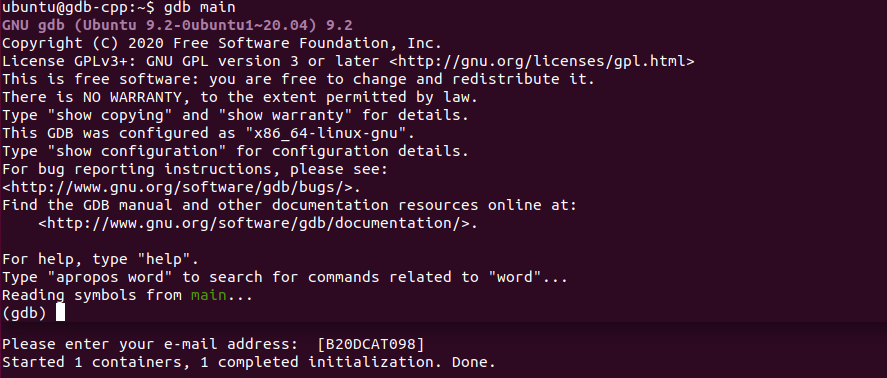 ubuntu@gdb-cpp:~$ gdb main
GNU gdb (Ubuntu 9.2-0ubuntu1~20.04) 9.2
Copyright (C) 2020 Free Software Foundation, Inc.
License GPLv3+: GNU GPL version 3 or later <http://gnu.org/licenses/gpl.html>
This is free software: you are free to change and redistribute it.
There is NO WARRANTY, to the extent permitted by law.
Type "show copying" and "show warranty" for details.
This GDB was configured as "x86_64-linux-gnu".
Type "show configuration" for configuration details.
For bug reporting instructions, please see:
<http://www.gnu.org/software/gdb/bugs/>.
Find the GDB manual and other documentation resources online at:
    <http://www.gnu.org/software/gdb/documentation/>.

For help, type "help".
Type "apropos word" to search for commands related to "word"...
Reading symbols from main...
(gdb)
Please enter your e-mail address:  [B20DCAT098]
Started 1 containers, 1 completed initialization. Done.